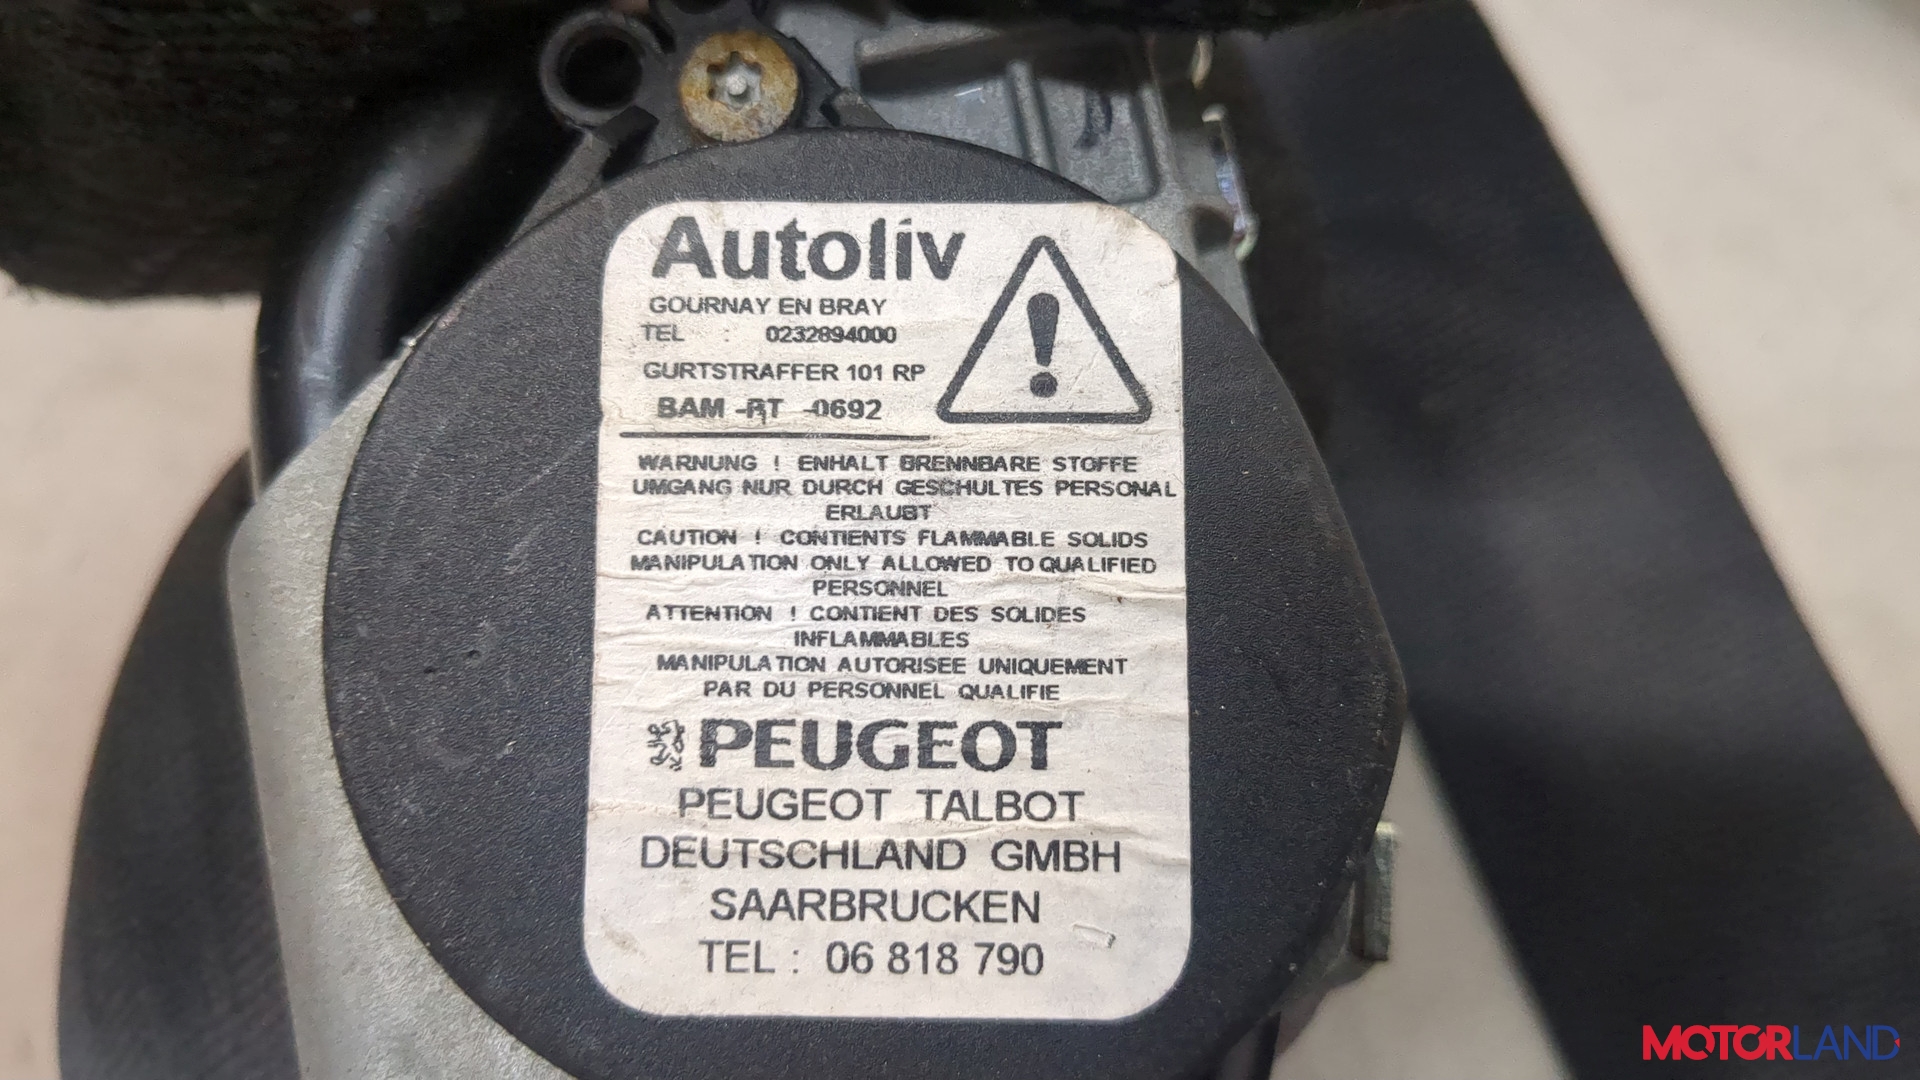 Autoliv
GOURNAY EN BRAY
TEL : 0232894000
GURTSTRAFFER 101 RP
BAM -RT -0692
WARNUNG ! ENHALT BRENNBARE STOFFE
UMGANG NUR DURCH GESCHULTES PERSONAL
ERLAUBT
CAUTION ! CONTIENTS FLAMMABLE SOLIDS
MANIPULATION ONLY ALLOWED TO QUALIFIED
PERSONNEL
ATTENTION ! CONTIENT DES SOLIDES
INFLAMMABLES
MANIPULATION AUTORISEE UNIQUEMENT
PAR DU PERSONNEL QUALIFIE
PEUGEOT
PEUGEOT TALBOT
DEUTSCHLAND GMBH
SAARBRUCKEN
TEL : 06 818 790
MOTORLAND